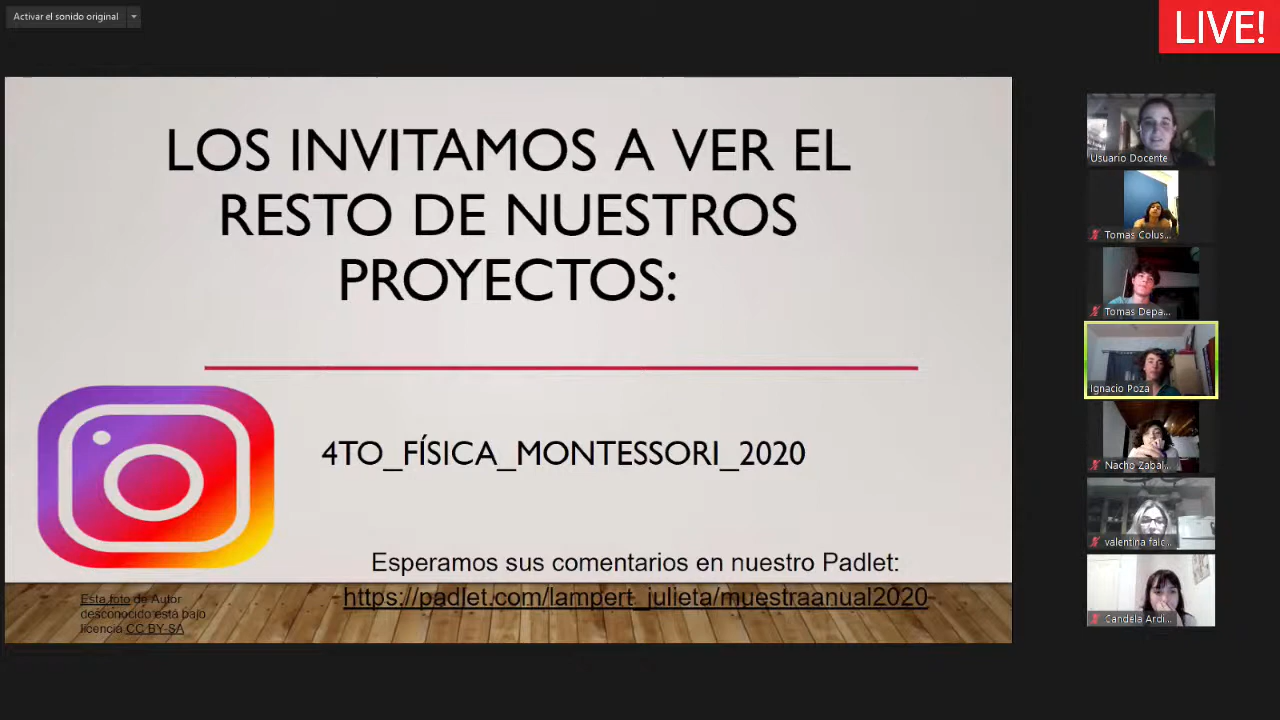 Activar el sonido original
LIVE!
LOS INVITAMOS A VER EL
RESTO DE NUESTROS
PROYECTOS:
4TO_FÍSICA_MONTESSORI_2020
Esperamos sus comentarios en nuestro Padlet:
https://padlet.com/lampert_julieta/muestraanual2020
Esta foto de Autor
desconocido está bajo
licencia CC BY-SA
Usuario Docente
Tomas Colus...
Tomas Depa...
Ignacio Poza
Nacho Zabal...
valentina falc...
Candela Ardi...